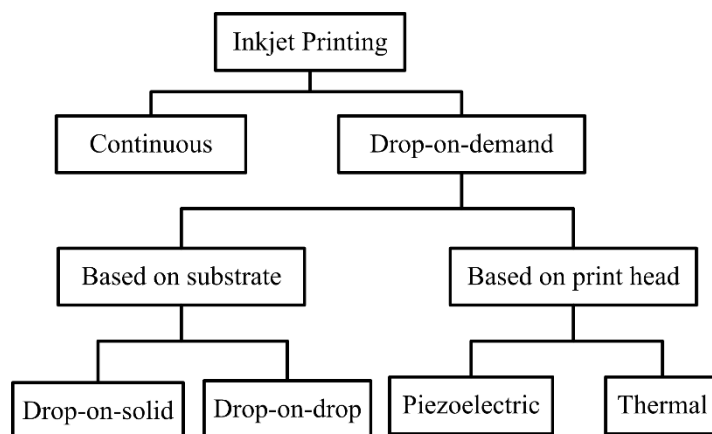 Inkjet Printing
Continuous
Drop-on-demand
Based on substrate
Based on print head
Drop-on-solid
Drop-on-drop
Piezoelectric
Thermal